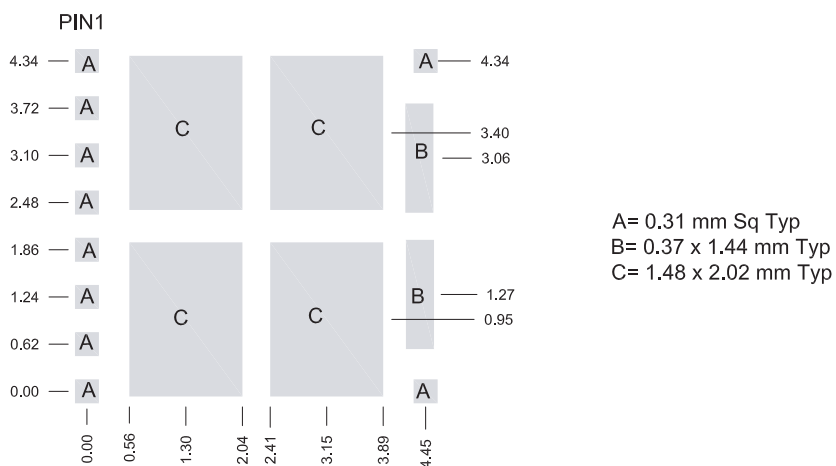 PIN1
4.34 A A 4.34
3.72 A
C C 3.40
3.10 A B 3.06
2.48 A
A= 0.31 mm Sq Typ
B= 0.37 x 1.44 mm Typ
C= 1.48 x 2.02 mm Typ
1.86 A
1.24 A B 1.27
C C 0.95
0.62 A
0.00 A A
0.00 0.56 1.30 2.04 2.41 3.15 3.89 4.45